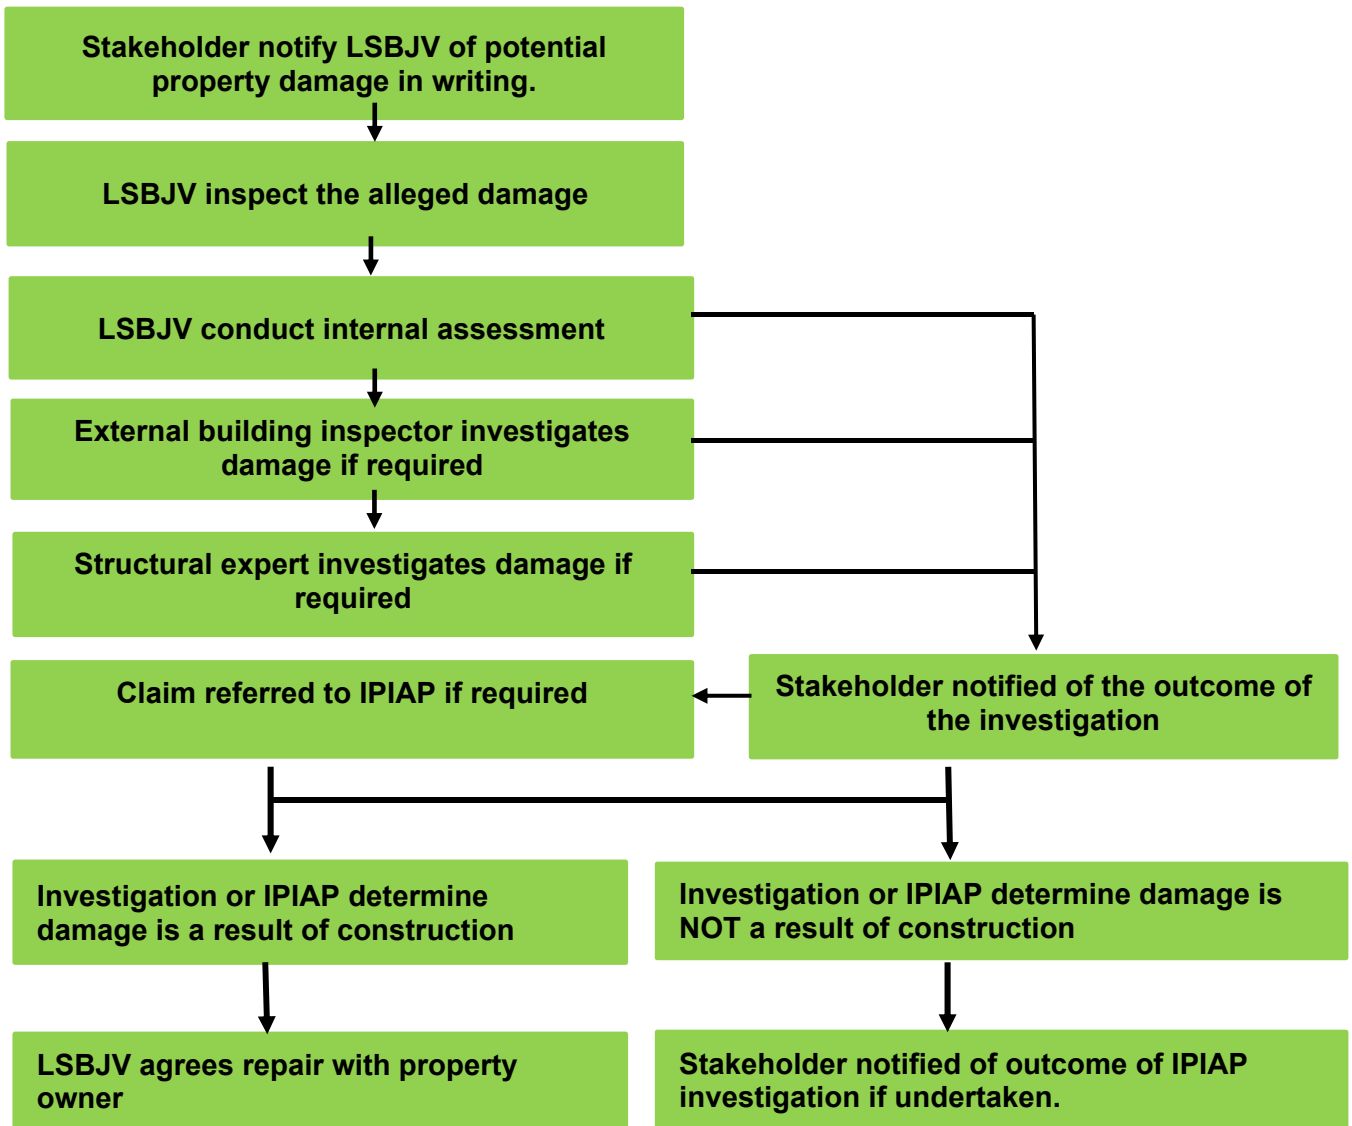 Stakeholder notify LSBJV of potential
property damage in writing.
LSBJV inspect the alleged damage
LSBJV conduct internal assessment
External building inspector investigates
damage if required
Structural expert investigates damage if
required
Claim referred to IPIAP if required
Stakeholder notified of the outcome of
the investigation
Investigation or IPIAP determine
damage is a result of construction
Investigation or IPIAP determine damage is
NOT a result of construction
LSBJV agrees repair with property
owner
Stakeholder notified of outcome of IPIAP
investigation if undertaken.